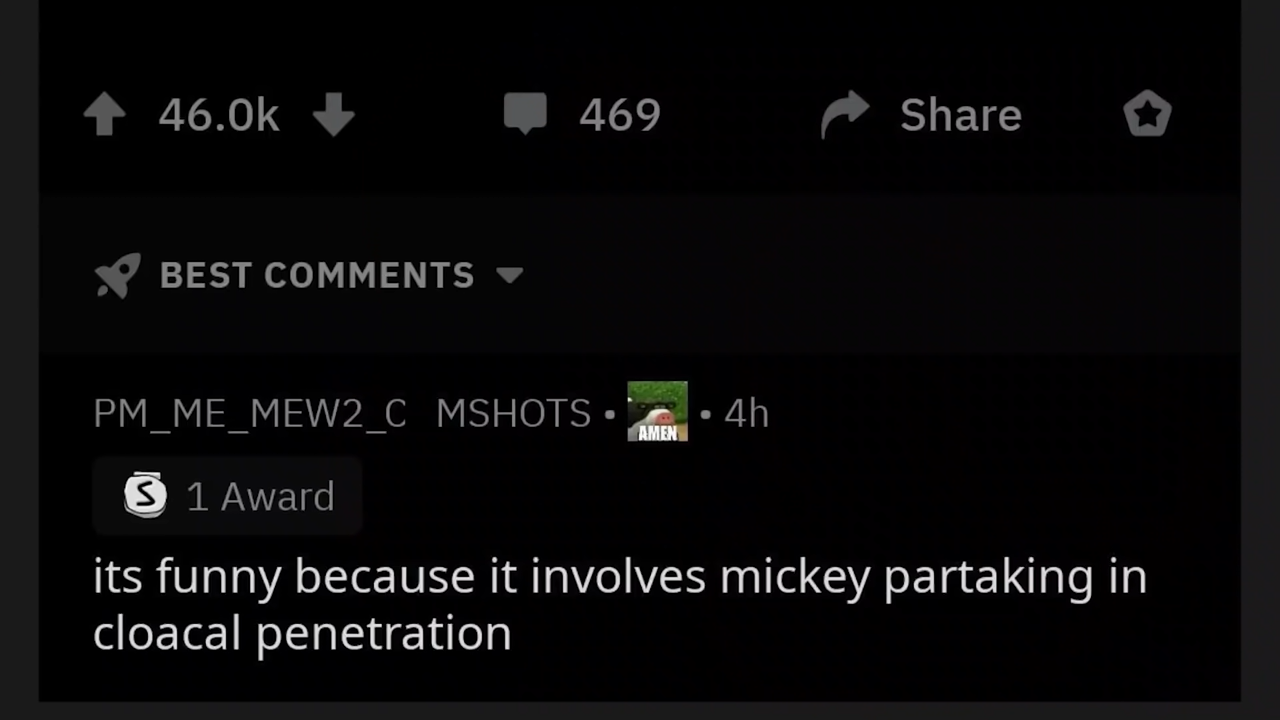 46.0k 469 Share
BEST COMMENTS
PM_ME_MEW2_C MSHOTS • AMEN • 4h
S 1 Award
its funny because it involves mickey partaking in
cloacal penetration